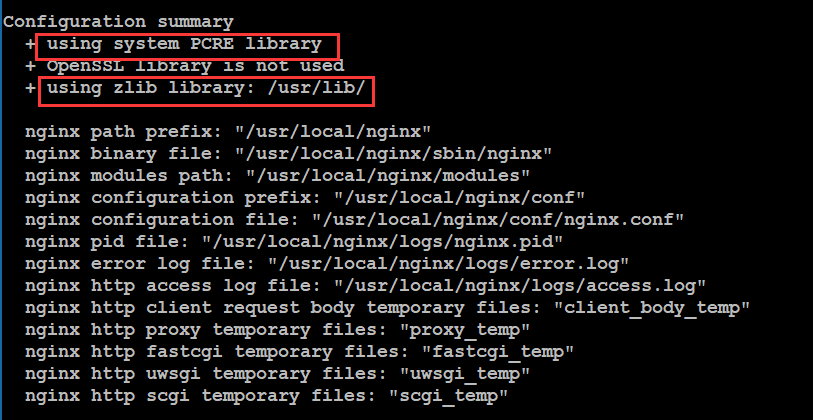 Configuration summary
+ using system PCRE library
+ OpenSSL library is not used
+ using zlib library: /usr/lib/
nginx path prefix: "/usr/local/nginx"
nginx binary file: "/usr/local/nginx/sbin/nginx"
nginx modules path: "/usr/local/nginx/modules"
nginx configuration prefix: "/usr/local/nginx/conf"
nginx configuration file: "/usr/local/nginx/conf/nginx.conf"
nginx pid file: "/usr/local/nginx/logs/nginx.pid"
nginx error log file: "/usr/local/nginx/logs/error.log"
nginx http access log file: "/usr/local/nginx/logs/access.log"
nginx http client request body temporary files: "client_body_temp"
nginx http proxy temporary files: "proxy_temp"
nginx http fastcgi temporary files: "fastcgi_temp"
nginx http uwsgi temporary files: "uwsgi_temp"
nginx http scgi temporary files: "scgi_temp"